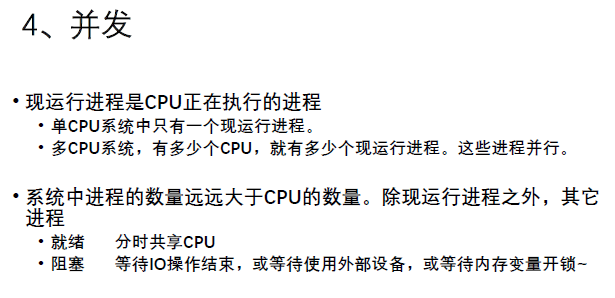 4、并发
• 现运行进程是CPU正在执行的进程
• 单CPU系统中只有一个现运行进程。
• 多CPU系统，有多少个CPU，就有多少个现运行进程。这些进程并行。
• 系统中进程的数量远远大于CPU的数量。除现运行进程之外，其它
进程
• 就绪 分时共享CPU
• 阻塞 等待IO操作结束，或等待使用外部设备，或等待内存变量开锁~